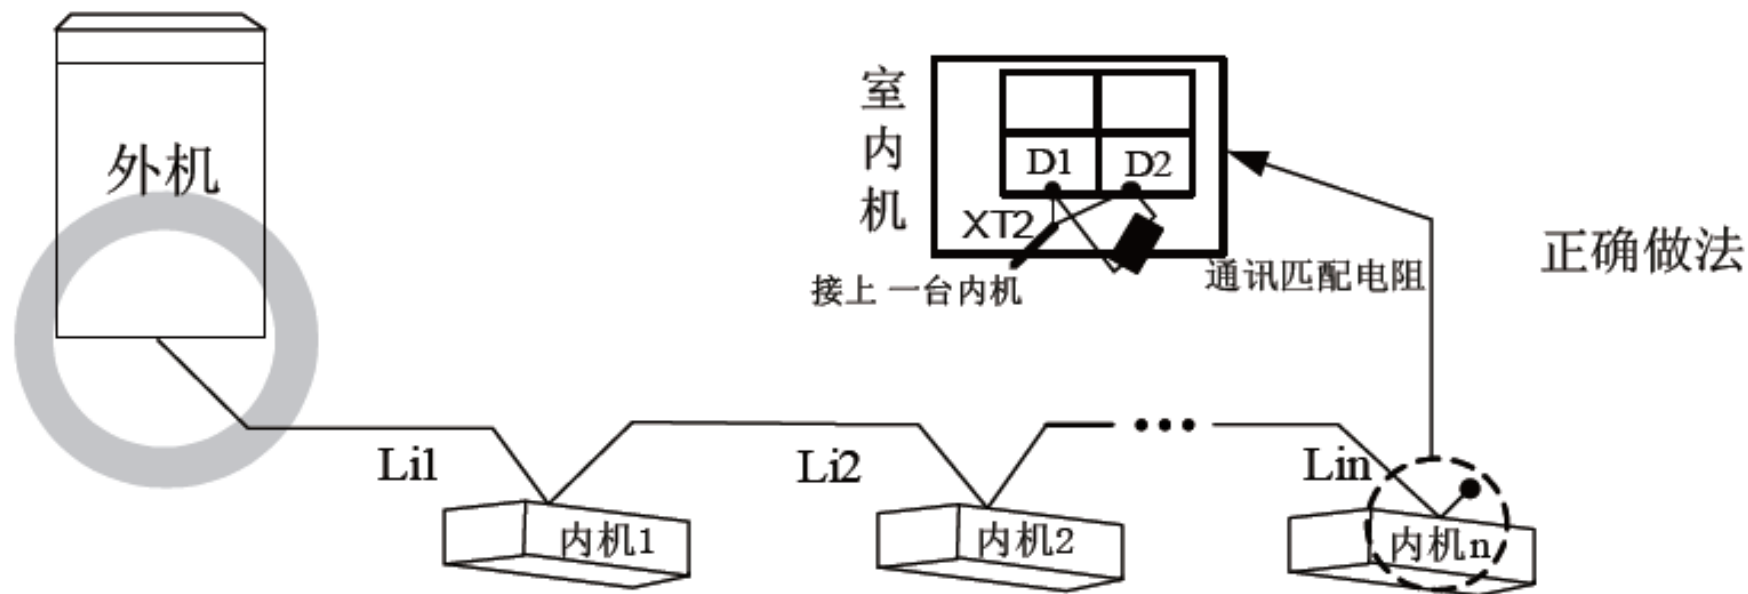 外机
室内机
D1 D2
XT2
接上一台内机
通讯匹配电阻
正确做法
Li1
Li2
Lin
内机1
内机2
内机n